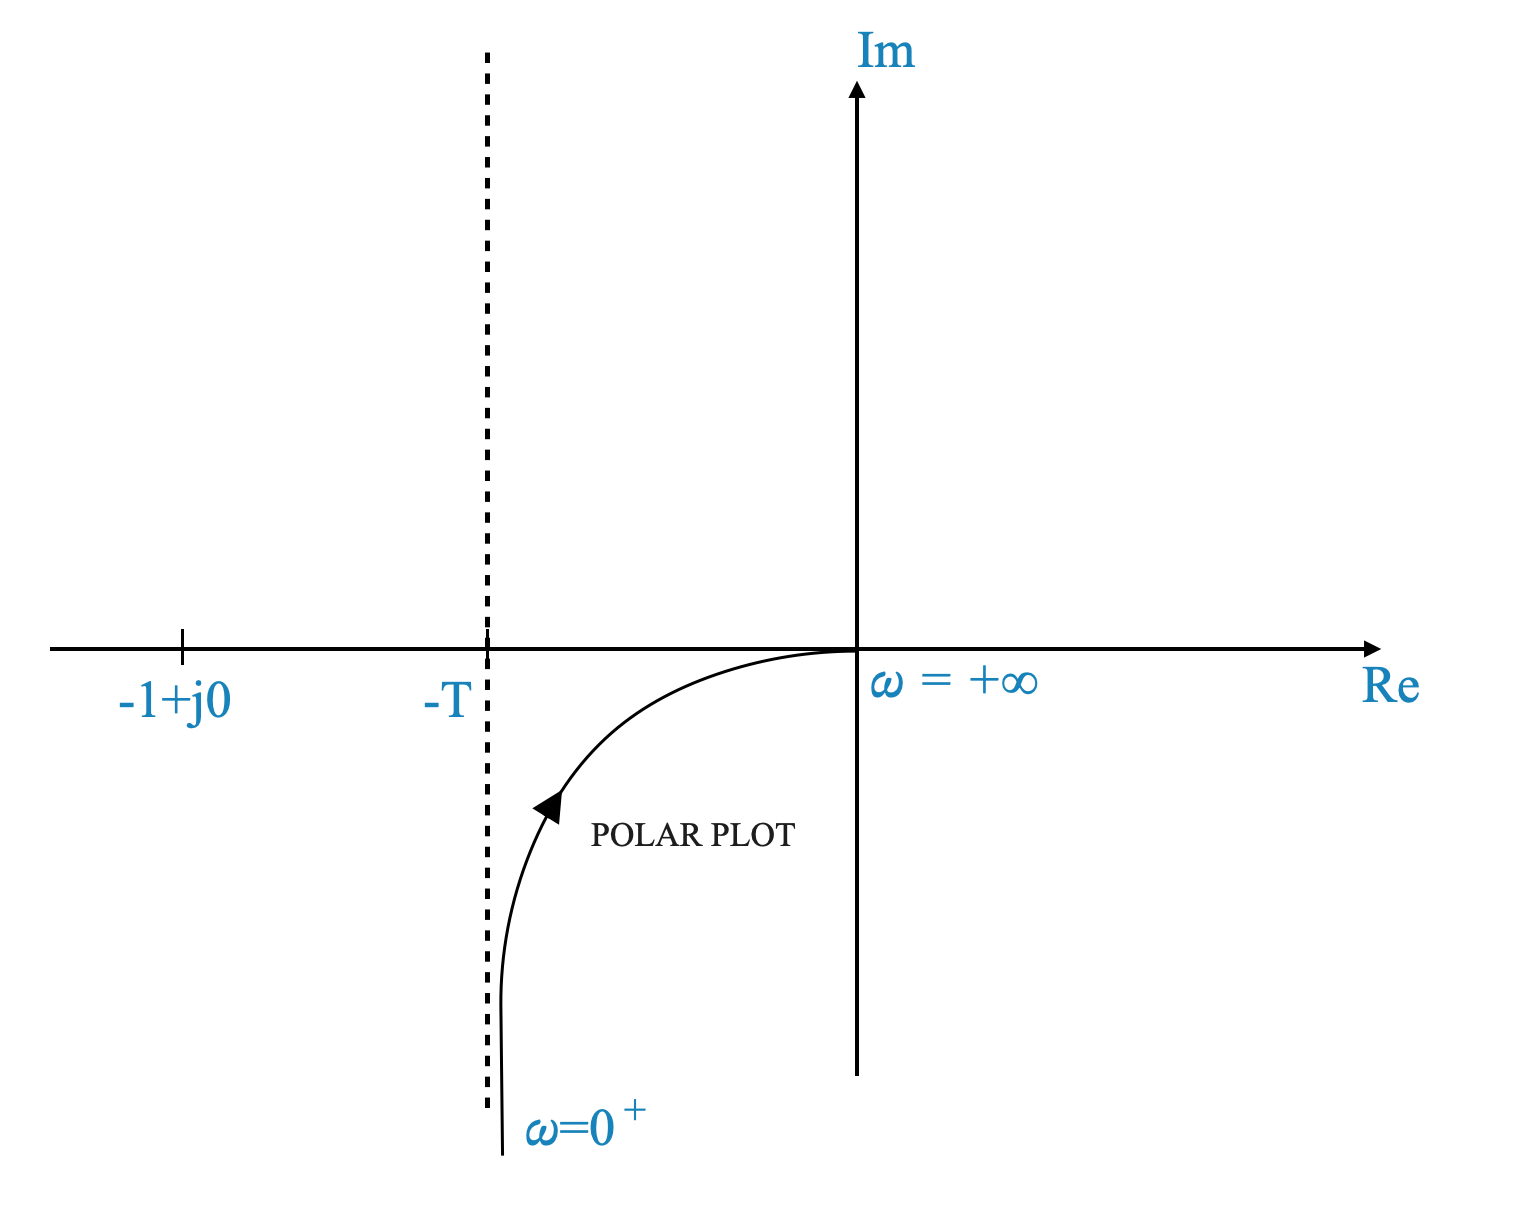 Im
-1+j0
-T
ω = +∞
Re
POLAR PLOT
ω=0⁺